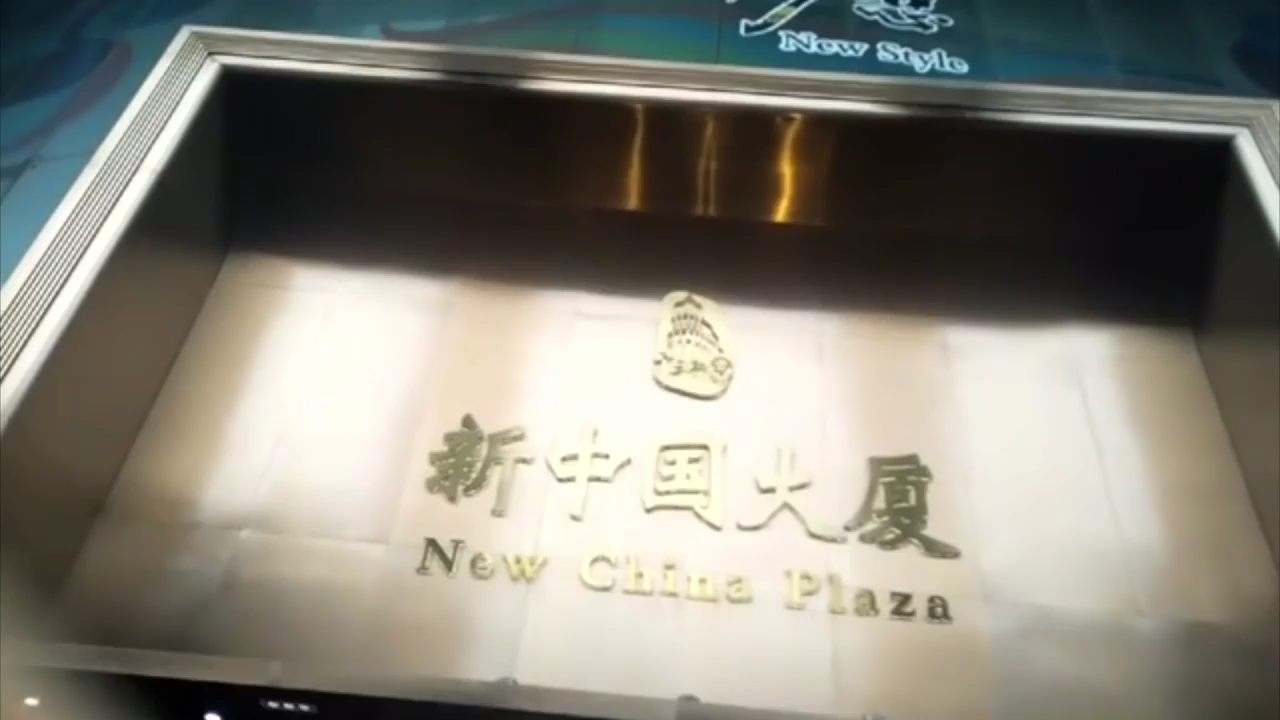 New Style
新中国大厦
New China Plaza